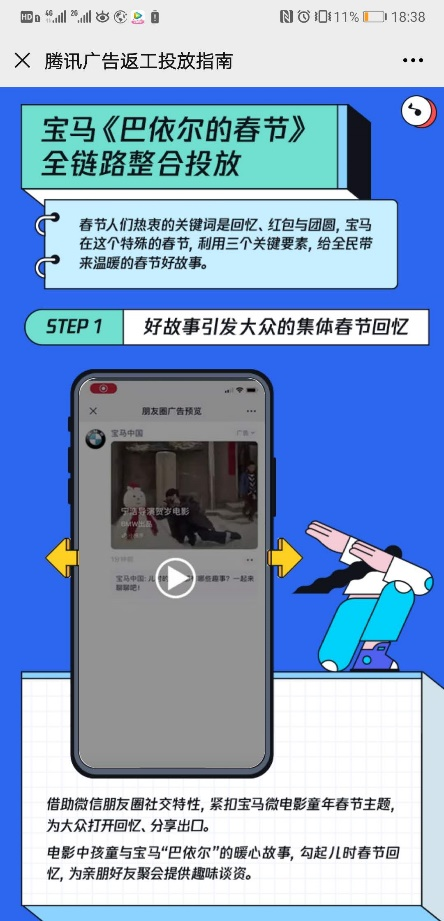 HD 4G 2G 11% 18:38
腾讯广告返工投放指南
宝马《巴依尔的春节》
全链路整合投放
春节人们热衷的关键词是回忆、红包与团圆,宝马
在这个特殊的春节,利用三个关键要素,给全民带
来温暖的春节好故事。
STEP 1 好故事引发大众的集体春节回忆
朋友圈广告预览
宝马中国 广告
宁浩导演贺岁电影
BMW出品
宝马中国: 儿时的 哪些趣事?一起来
聊聊吧!
借助微信朋友圈社交特性,紧扣宝马微电影童年春节主题,
为大众打开回忆、分享出口。
电影中孩童与宝马“巴依尔”的暖心故事,勾起儿时春节回
忆,为亲朋好友聚会提供趣味谈资。